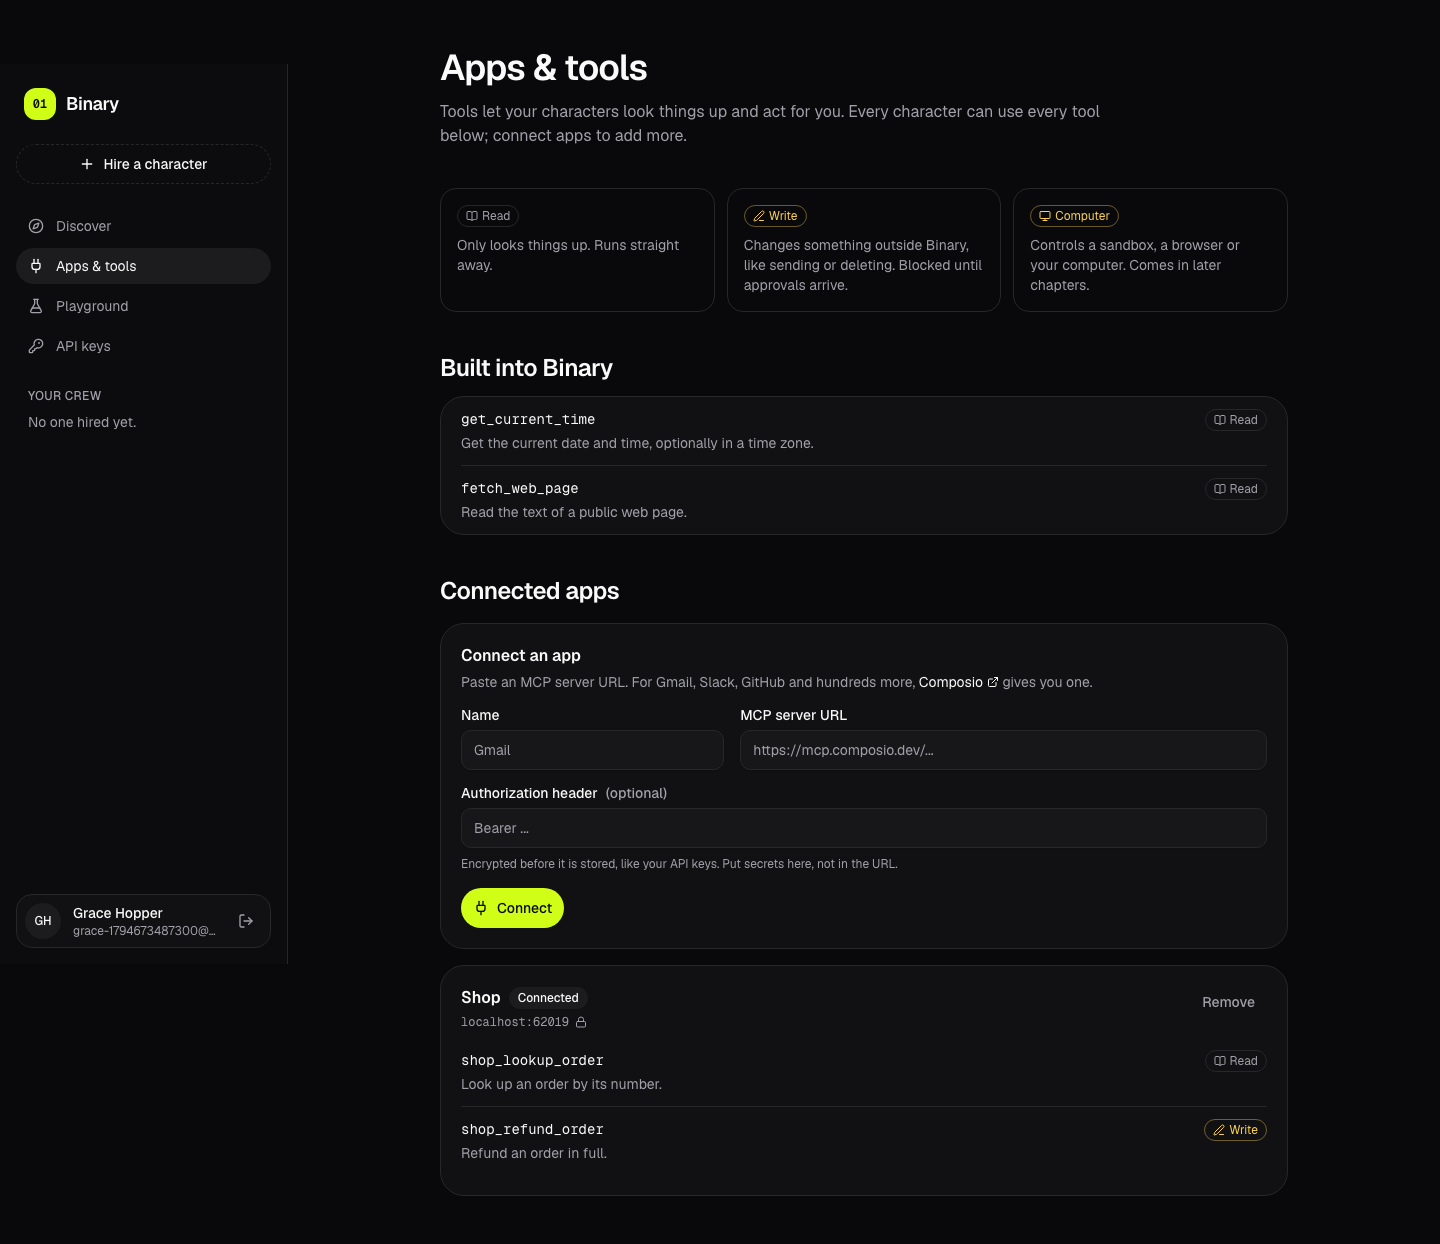 01 Binary
Hire a character
Discover
Apps & tools
Playground
API keys
YOUR CREW
No one hired yet.
GH
Grace Hopper
grace-1794673487300@...
Apps & tools
Tools let your characters look things up and act for you. Every character can use every tool
below; connect apps to add more.
Read
Only looks things up. Runs straight
away.
Write
Changes something outside Binary,
like sending or deleting. Blocked until
approvals arrive.
Computer
Controls a sandbox, a browser or
your computer. Comes in later
chapters.
Built into Binary
get_current_time
Read
Get the current date and time, optionally in a time zone.
fetch_web_page
Read
Read the text of a public web page.
Connected apps
Connect an app
Paste an MCP server URL. For Gmail, Slack, GitHub and hundreds more, Composio gives you one.
Name
Gmail
MCP server URL
https://mcp.composio.dev/...
Authorization header (optional)
Bearer ...
Encrypted before it is stored, like your API keys. Put secrets here, not in the URL.
Connect
Shop Connected
Remove
localhost:62019
shop_lookup_order
Read
Look up an order by its number.
shop_refund_order
Write
Refund an order in full.